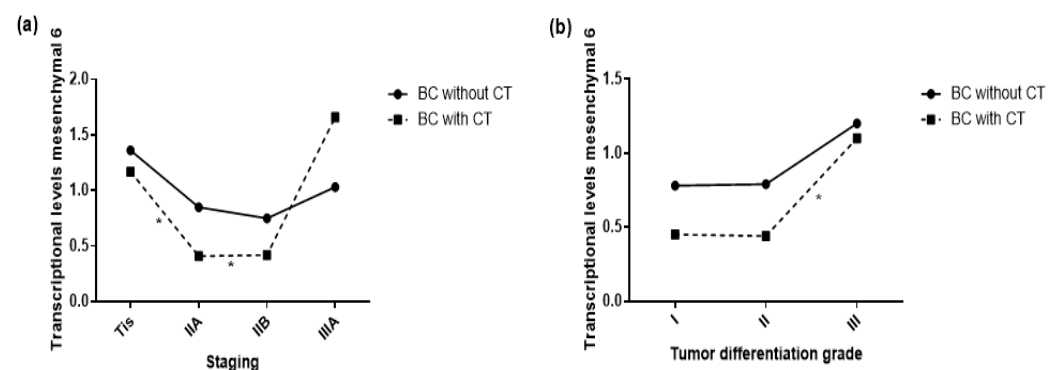 (a)
Transcriptional levels mesenchymal 6
2.0
1.5
1.0
0.5
0.0
*
*
Tis
IIA
IIB
IIIA
Staging
BC without CT
BC with CT
(b)
Transcriptional levels mesenchymal 6
1.5
1.0
0.5
0.0
*
I
II
III
Tumor differentiation grade
BC without CT
BC with CT